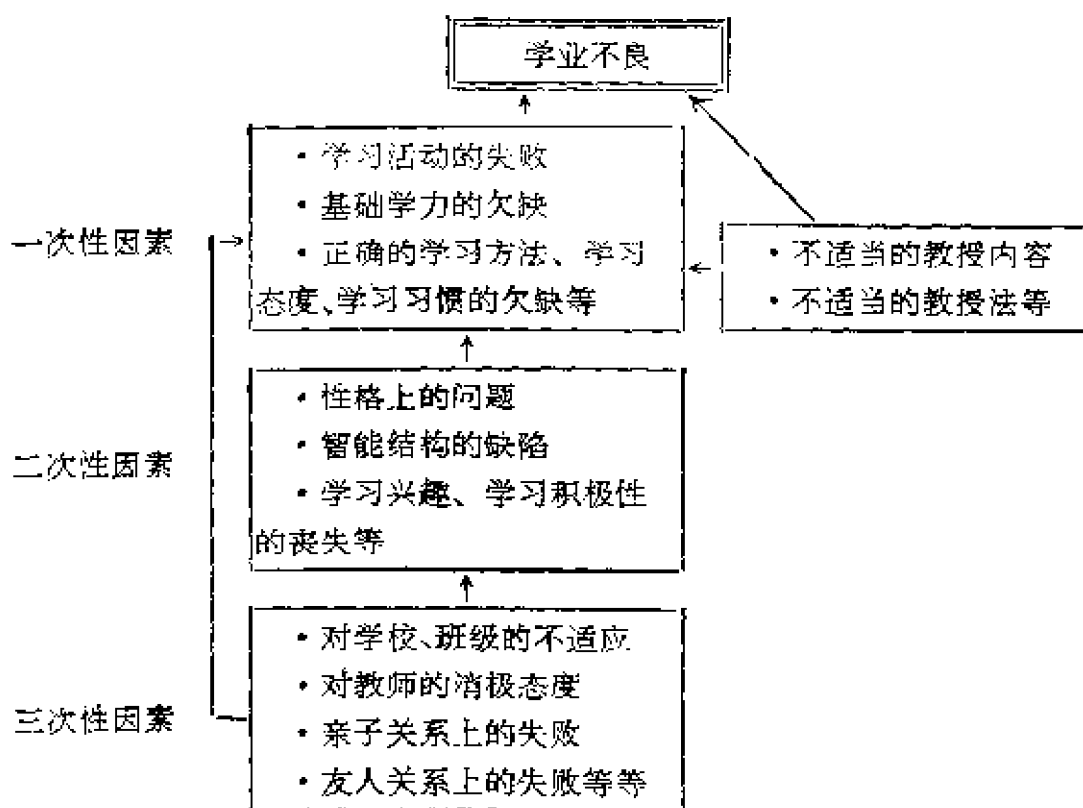 学业不良
· 学习活动的失败
· 基础学力的欠缺
· 正确的学习方法、学习
态度、学习习惯的欠缺等
一次性因素
· 不适当的教授内容
· 不适当的教授法等
· 性格上的问题
· 智能结构的缺陷
· 学习兴趣、学习积极性
的丧失等
二次性因素
· 对学校、班级的不适应
· 对教师的消极态度
· 亲子关系上的失败
· 友人关系上的失败等等
三次性因素